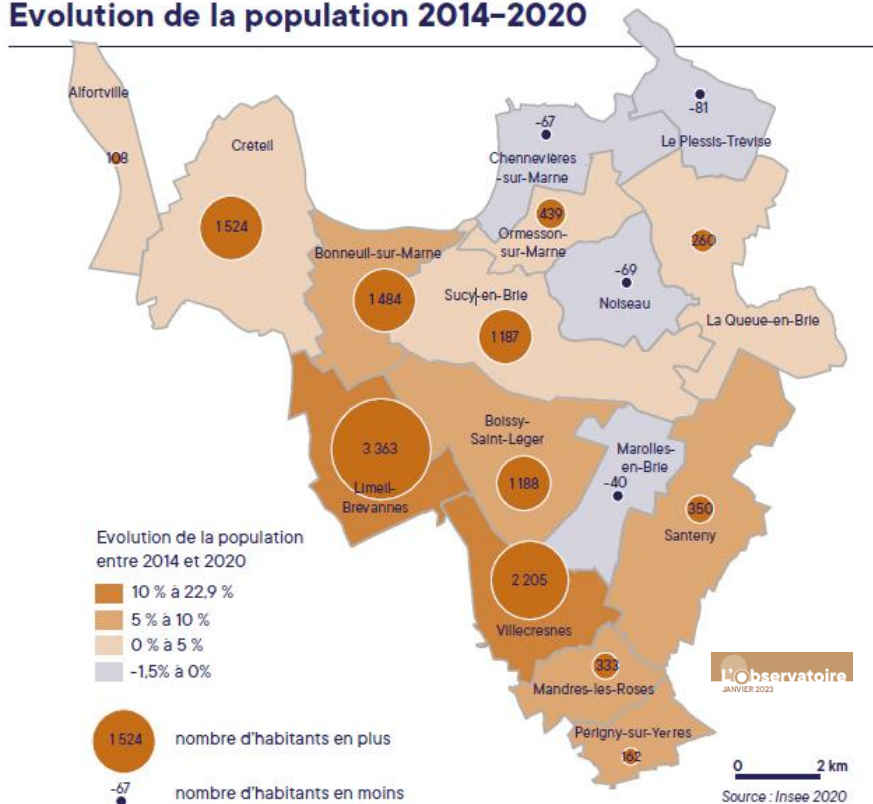 Evolution de la population 2014–2020
Alfortville
108
Créteil
1 524
-67
Chennevières
-sur-Marne
-81
Le Plessis-Trévise
439
Ormesson-
sur-Marne
260
Bonneuil-sur-Marne
1 484
Sucy-en-Brie
1 187
-69
Noiseau
La Queue-en-Brie
3 363
Limeil-
Brévannes
Boissy-
Saint-Léger
1 188
Marolles-
en-Brie
-40
350
Santeny
2 205
Villecresnes
333
Mandres-les-Roses
Périgny-sur-Yerres
162
Evolution de la population
entre 2014 et 2020
10 % à 22,9 %
5 % à 10 %
0 % à 5 %
-1,5% à 0%
1 524
nombre d'habitants en plus
-67
nombre d'habitants en moins
L'Observatoire
JANVIER 2023
0 2 km
Source : Insee 2020